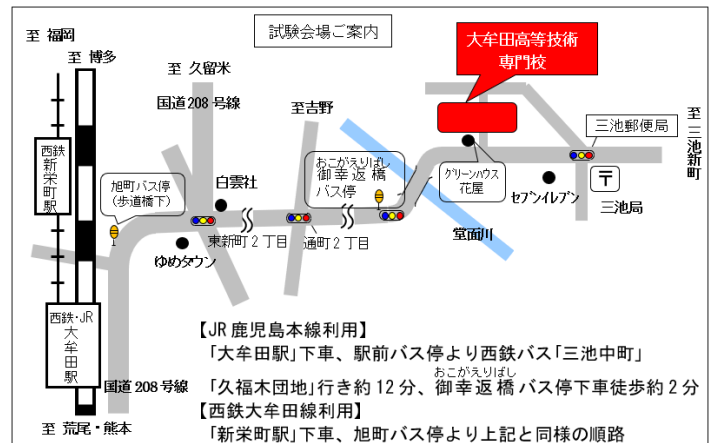 至 福岡
試験会場ご案内
大牟田高等技術
専門校
至 博多
至 久留米
国道208号線
至吉野
至 三池新町
三池郵便局
西鉄
新栄町駅
旭町バス停
(歩道橋下)
白雲社
おこがえりばし
御幸返橋
バス停
グリーンハウス
花屋
セブンイレブン
〒
三池局
東新町2丁目
通町2丁目
堂面川
ゆめタウン
西鉄・JR
大牟田駅
国道208号線
至 荒尾・熊本
【JR鹿児島本線利用】
「大牟田駅」下車、駅前バス停より西鉄バス「三池中町」
おこがえりばし
「久福木団地」行き約12分、御幸返橋バス停下車徒歩約2分
【西鉄大牟田線利用】
「新栄町駅」下車、旭町バス停より上記と同様の順路